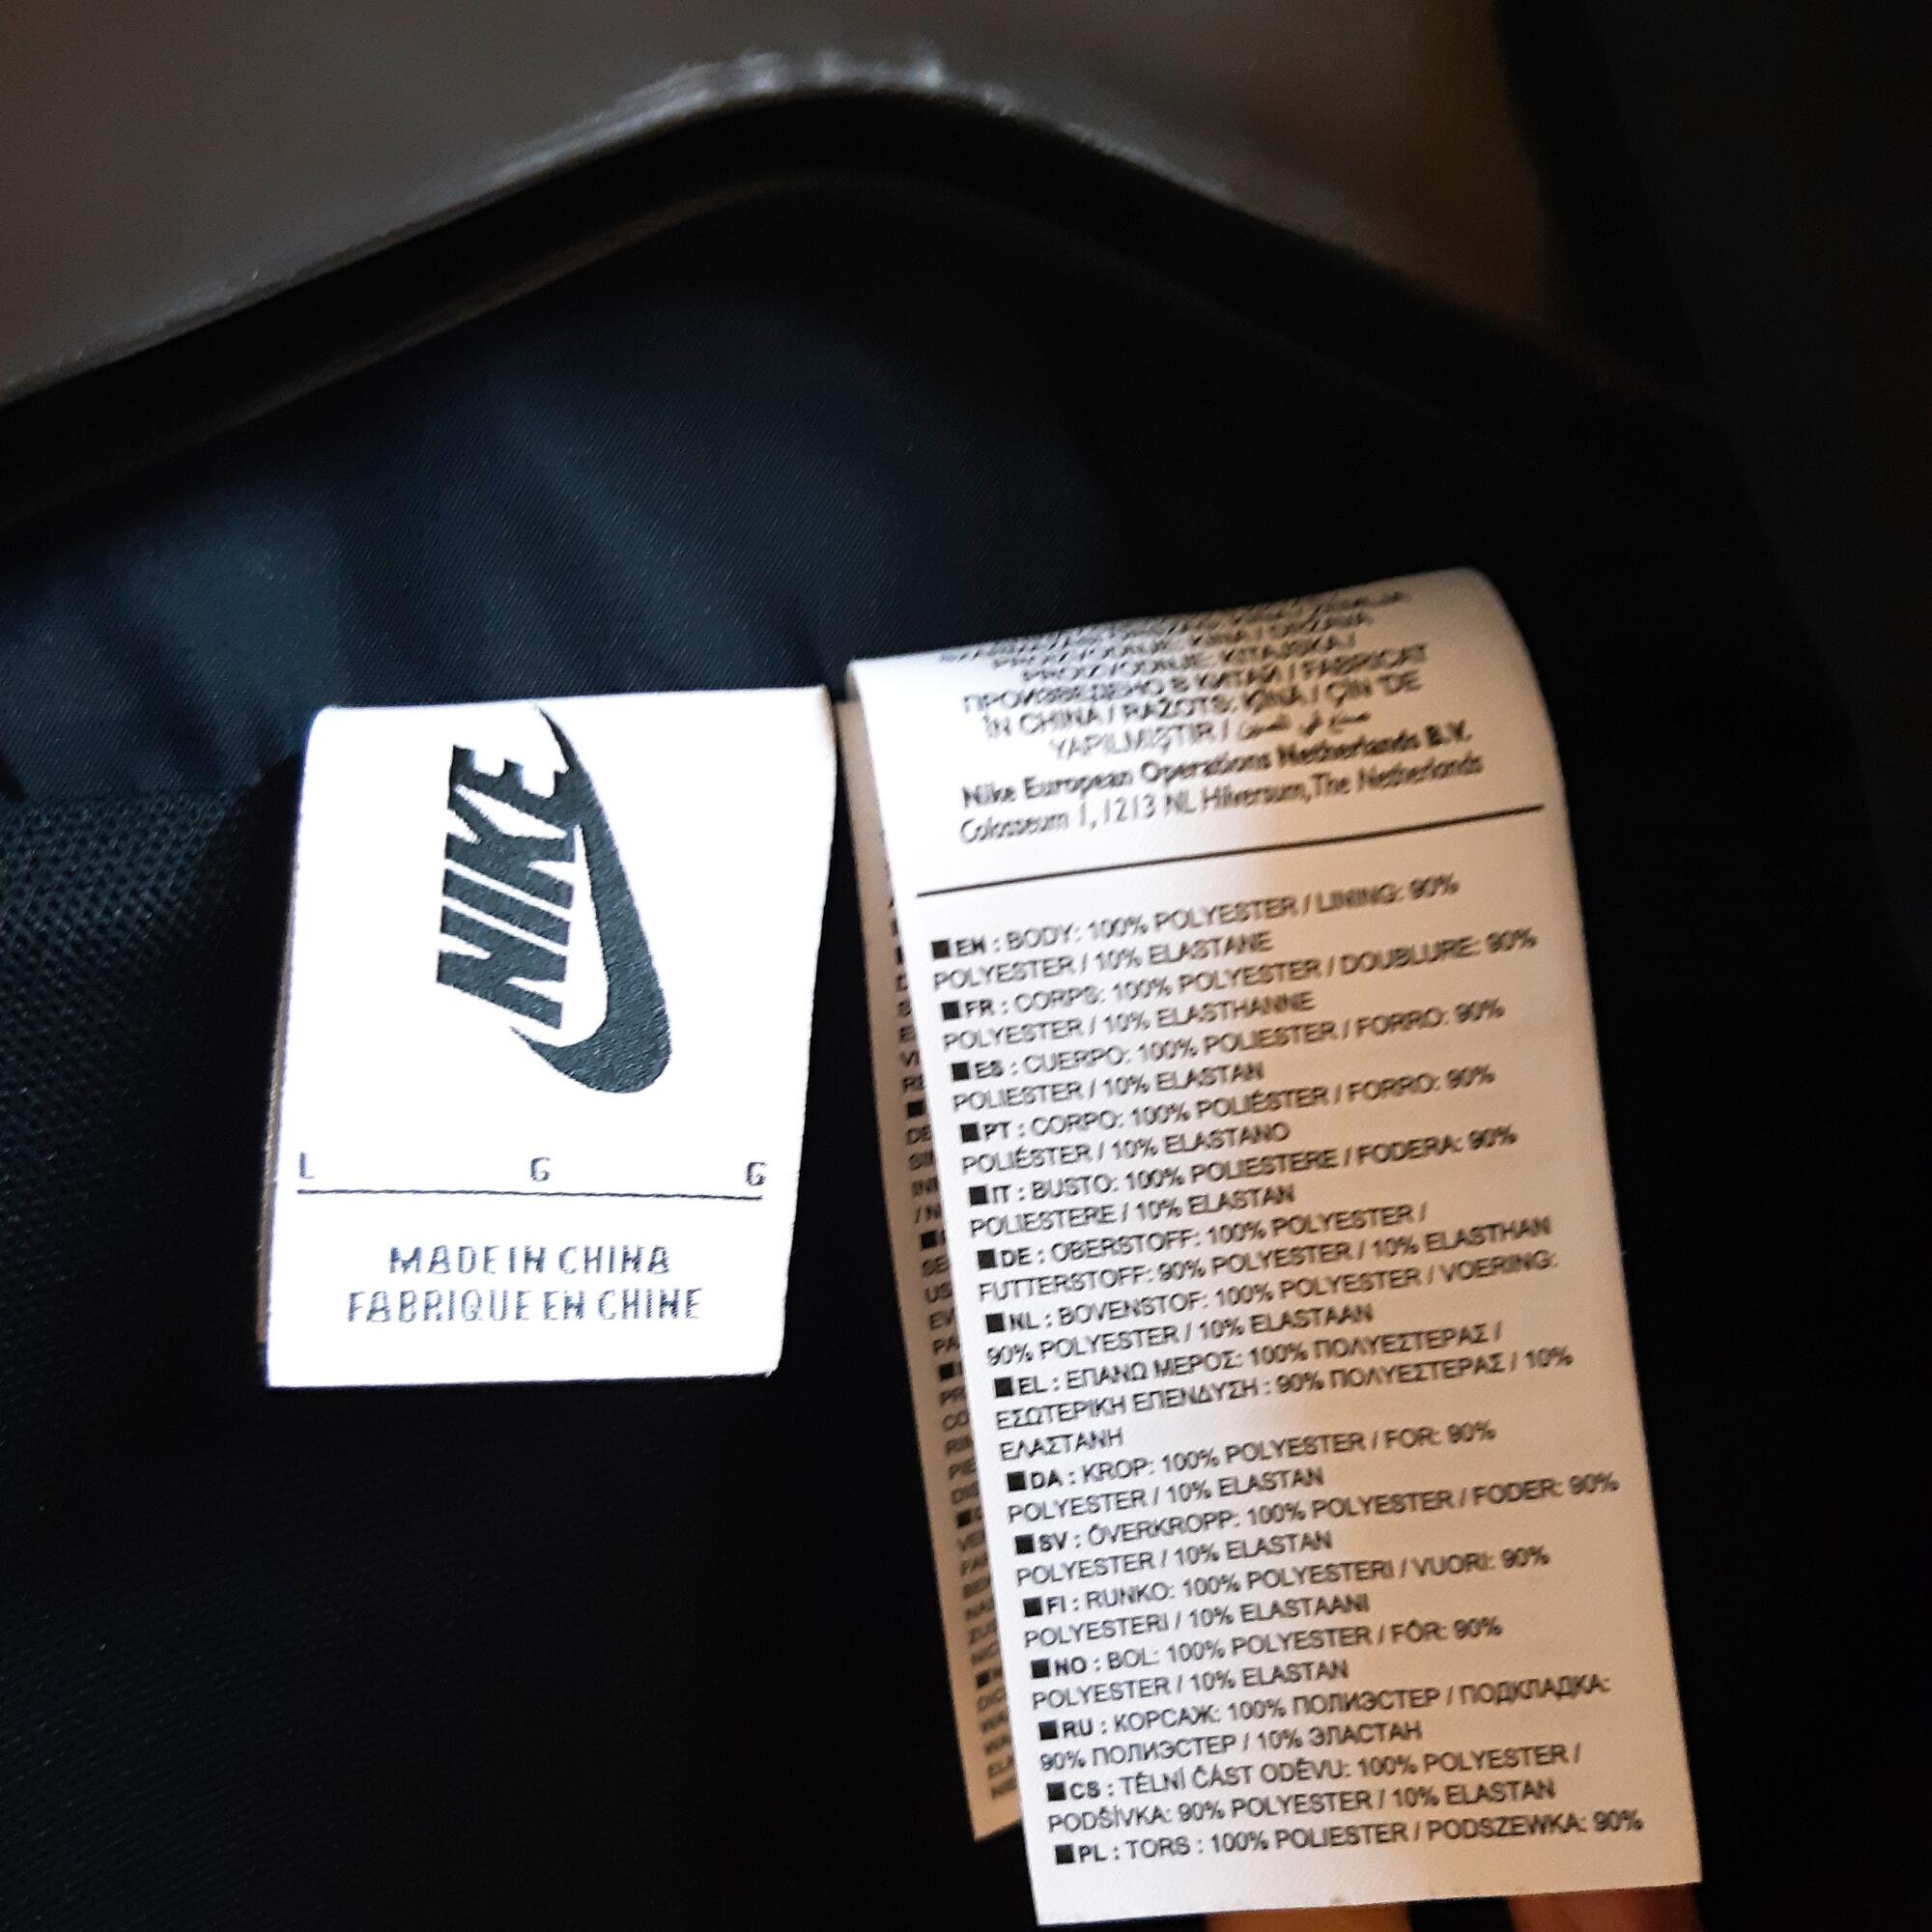 NIKE
L G G
MADE IN CHINA
FABRIQUE EN CHINE
PROIZVODNJE: KITAJSKA /
ПРОИЗВЕДЕНО В КИТАЙ / FABRICAT
ÎN CHINA / RAŽOTS: ĶĪNA / ÇİN 'DE
YAPILMIŞTIR / صنع في الصين
Nike European Operations Netherlands B.V.
Colosseum 1, 1213 NL Hilversum, The Netherlands
■EN : BODY: 100% POLYESTER / LINING: 90%
POLYESTER / 10% ELASTANE
■FR : CORPS: 100% POLYESTER / DOUBLURE: 90%
POLYESTER / 10% ELASTHANNE
■ES : CUERPO: 100% POLIESTER / FORRO: 90%
POLIESTER / 10% ELASTAN
■PT : CORPO: 100% POLIÉSTER / FORRO: 90%
POLIÉSTER / 10% ELASTANO
■IT : BUSTO: 100% POLIESTERE / FODERA: 90%
POLIESTERE / 10% ELASTAN
■DE : OBERSTOFF: 100% POLYESTER /
FUTTERSTOFF: 90% POLYESTER / 10% ELASTHAN
■NL : BOVENSTOF: 100% POLYESTER / VOERING:
90% POLYESTER / 10% ELASTAAN
■EL : ΕΠΑΝΩ ΜΕΡΟΣ: 100% ΠΟΛΥΕΣΤΕΡΑΣ /
ΕΣΩΤΕΡΙΚΗ ΕΠΕΝΔΥΣΗ : 90% ΠΟΛΥΕΣΤΕΡΑΣ / 10%
ΕΛΑΣΤΑΝΗ
■DA : KROP: 100% POLYESTER / FOR: 90%
POLYESTER / 10% ELASTAN
■SV : ÖVERKROPP: 100% POLYESTER / FODER: 90%
POLYESTER / 10% ELASTAN
■FI : RUNKO: 100% POLYESTERI / VUORI: 90%
POLYESTERI / 10% ELASTAANI
■NO : BOL: 100% POLYESTER / FÔR: 90%
POLYESTER / 10% ELASTAN
■RU : КОРСАЖ: 100% ПОЛИЭСТЕР / ПОДКЛАДКА:
90% ПОЛИЭСТЕР / 10% ЭЛАСТАН
■CS : TĚLNÍ ČÁST ODĚVU: 100% POLYESTER /
PODŠÍVKA: 90% POLYESTER / 10% ELASTAN
■PL : TORS : 100% POLIESTER / PODSZEWKA: 90%